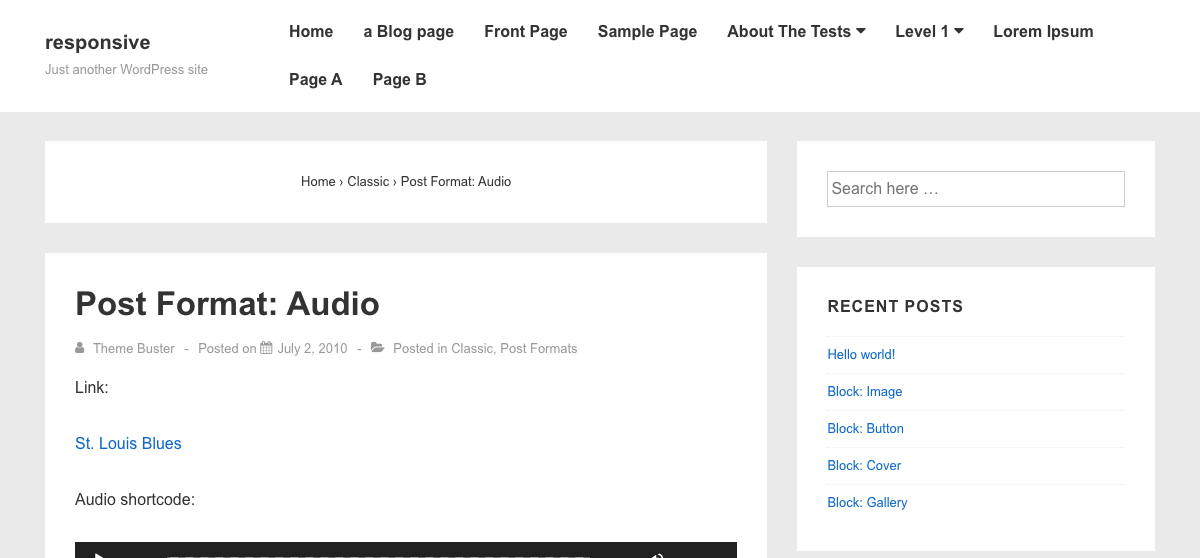 responsive
Just another WordPress site
Home a Blog page Front Page Sample Page About The Tests Level 1 Lorem Ipsum
Page A Page B
Home › Classic › Post Format: Audio
Post Format: Audio
Theme Buster - Posted on July 2, 2010 - Posted in Classic, Post Formats
Link:
St. Louis Blues
Audio shortcode:
Search here …
RECENT POSTS
Hello world!
Block: Image
Block: Button
Block: Cover
Block: Gallery